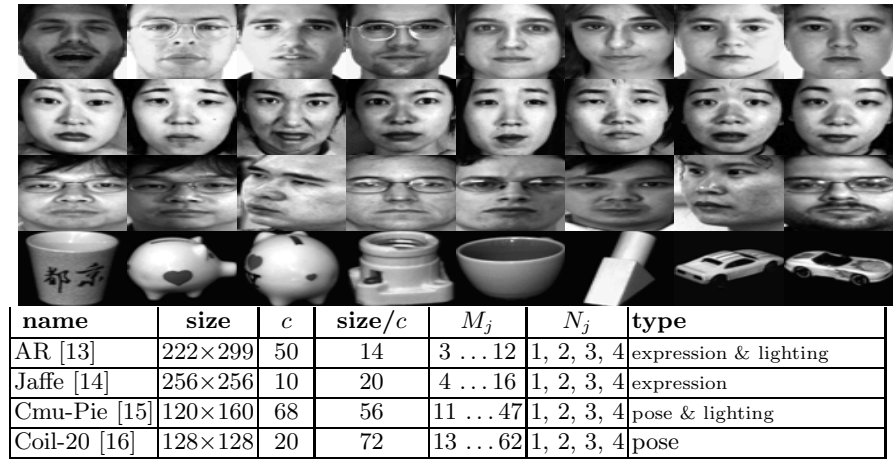 都 京
name size c size/c M_j N_j type
AR [13] 222×299 50 14 3 ...12 1, 2, 3, 4 expression & lighting
Jaffe [14] 256×256 10 20 4 ...16 1, 2, 3, 4 expression
Cmu-Pie [15] 120×160 68 56 11 ...47 1, 2, 3, 4 pose & lighting
Coil-20 [16] 128×128 20 72 13 ...62 1, 2, 3, 4 pose